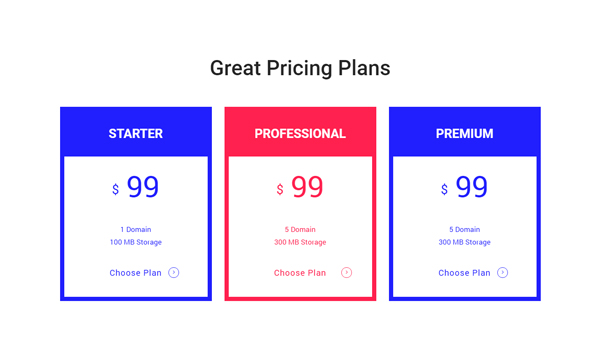 Great Pricing Plans
STARTER
$ 99
1 Domain
100 MB Storage
Choose Plan
PROFESSIONAL
$ 99
5 Domain
300 MB Storage
Choose Plan
PREMIUM
$ 99
5 Domain
300 MB Storage
Choose Plan